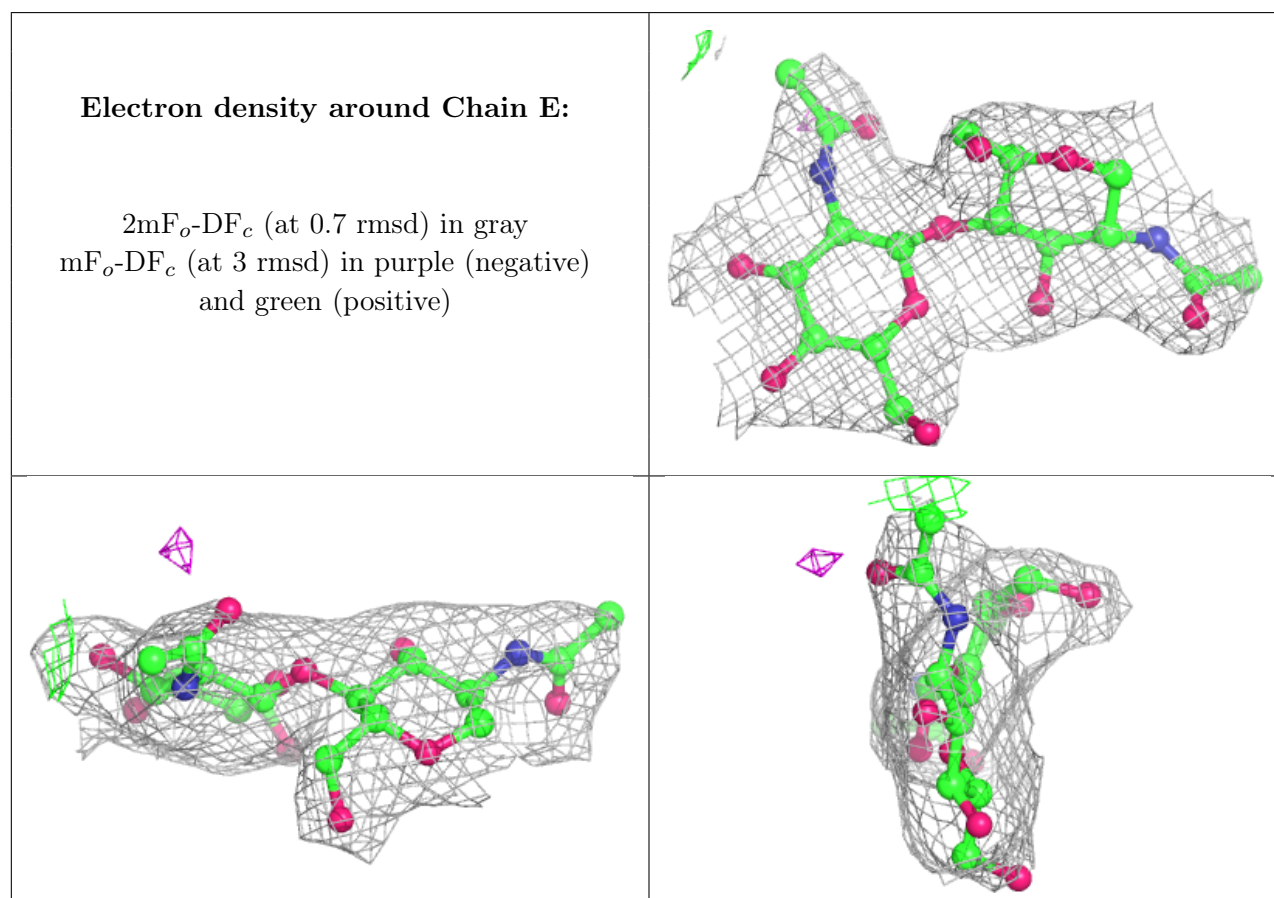 Electron density around Chain E:
2mFₒ-DF𝒸 (at 0.7 rmsd) in gray
mFₒ-DF𝒸 (at 3 rmsd) in purple (negative)
and green (positive)